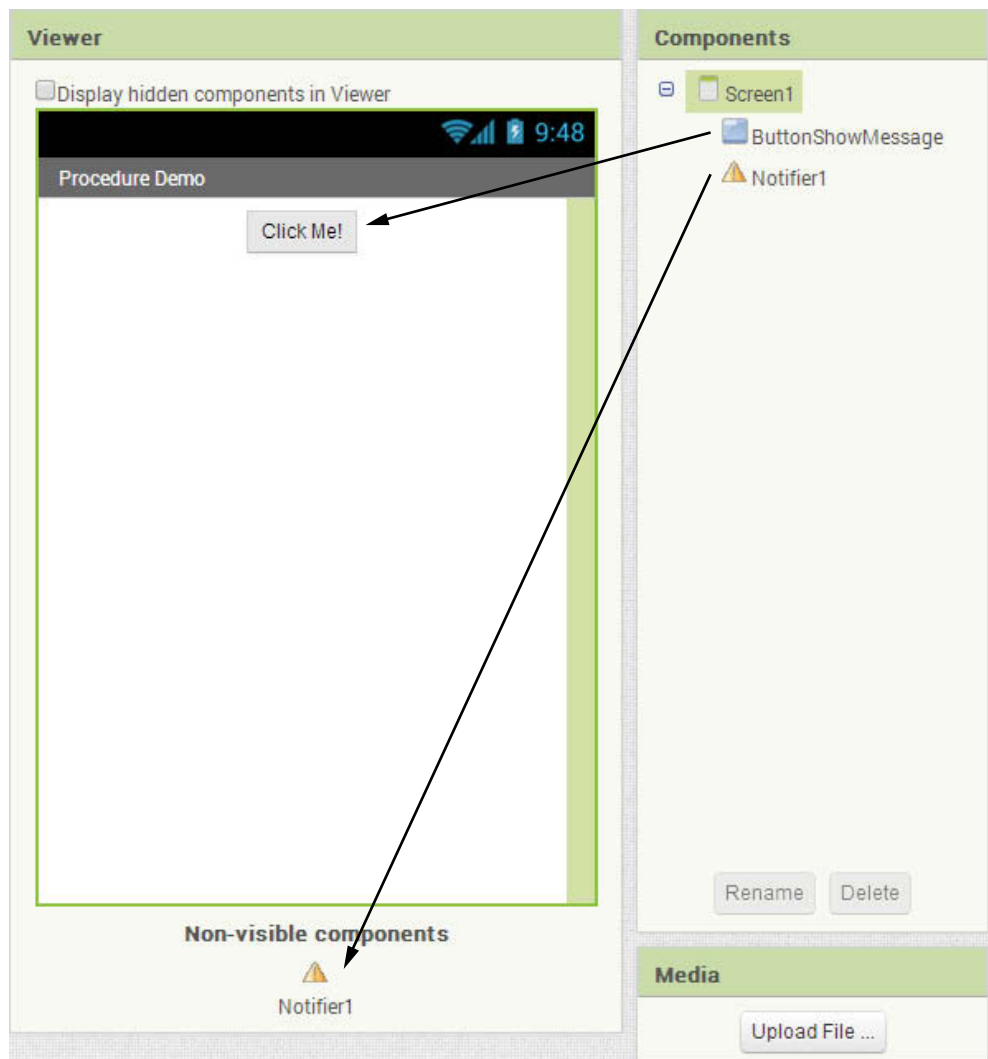 Viewer
Display hidden components in Viewer
9:48
Procedure Demo
Click Me!
Non-visible components
Notifier1
Components
Screen1
ButtonShowMessage
Notifier1
Rename
Delete
Media
Upload File ...